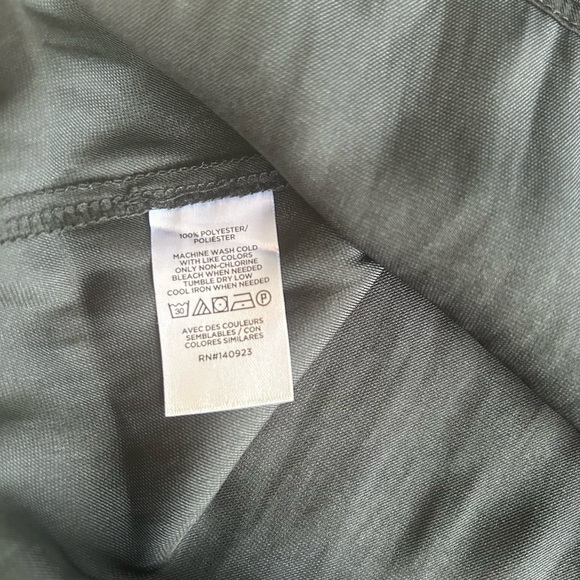 100% POLYESTER/
POLIÉSTER
MACHINE WASH COLD
WITH LIKE COLORS
ONLY NON-CHLORINE
BLEACH WHEN NEEDED
TUMBLE DRY LOW
COOL IRON WHEN NEEDED
30 P
AVEC DES COULEURS
SEMBLABLES / CON
COLORES SIMILARES
RN#140923